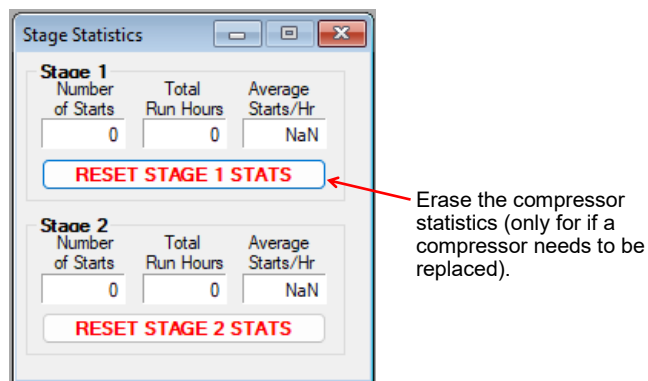 Stage Statistics
Stage 1
Number of Starts Total Run Hours Average Starts/Hr
0 0 NaN
RESET STAGE 1 STATS
Erase the compressor
statistics (only for if a
compressor needs to be
replaced).
Stage 2
Number of Starts Total Run Hours Average Starts/Hr
0 0 NaN
RESET STAGE 2 STATS